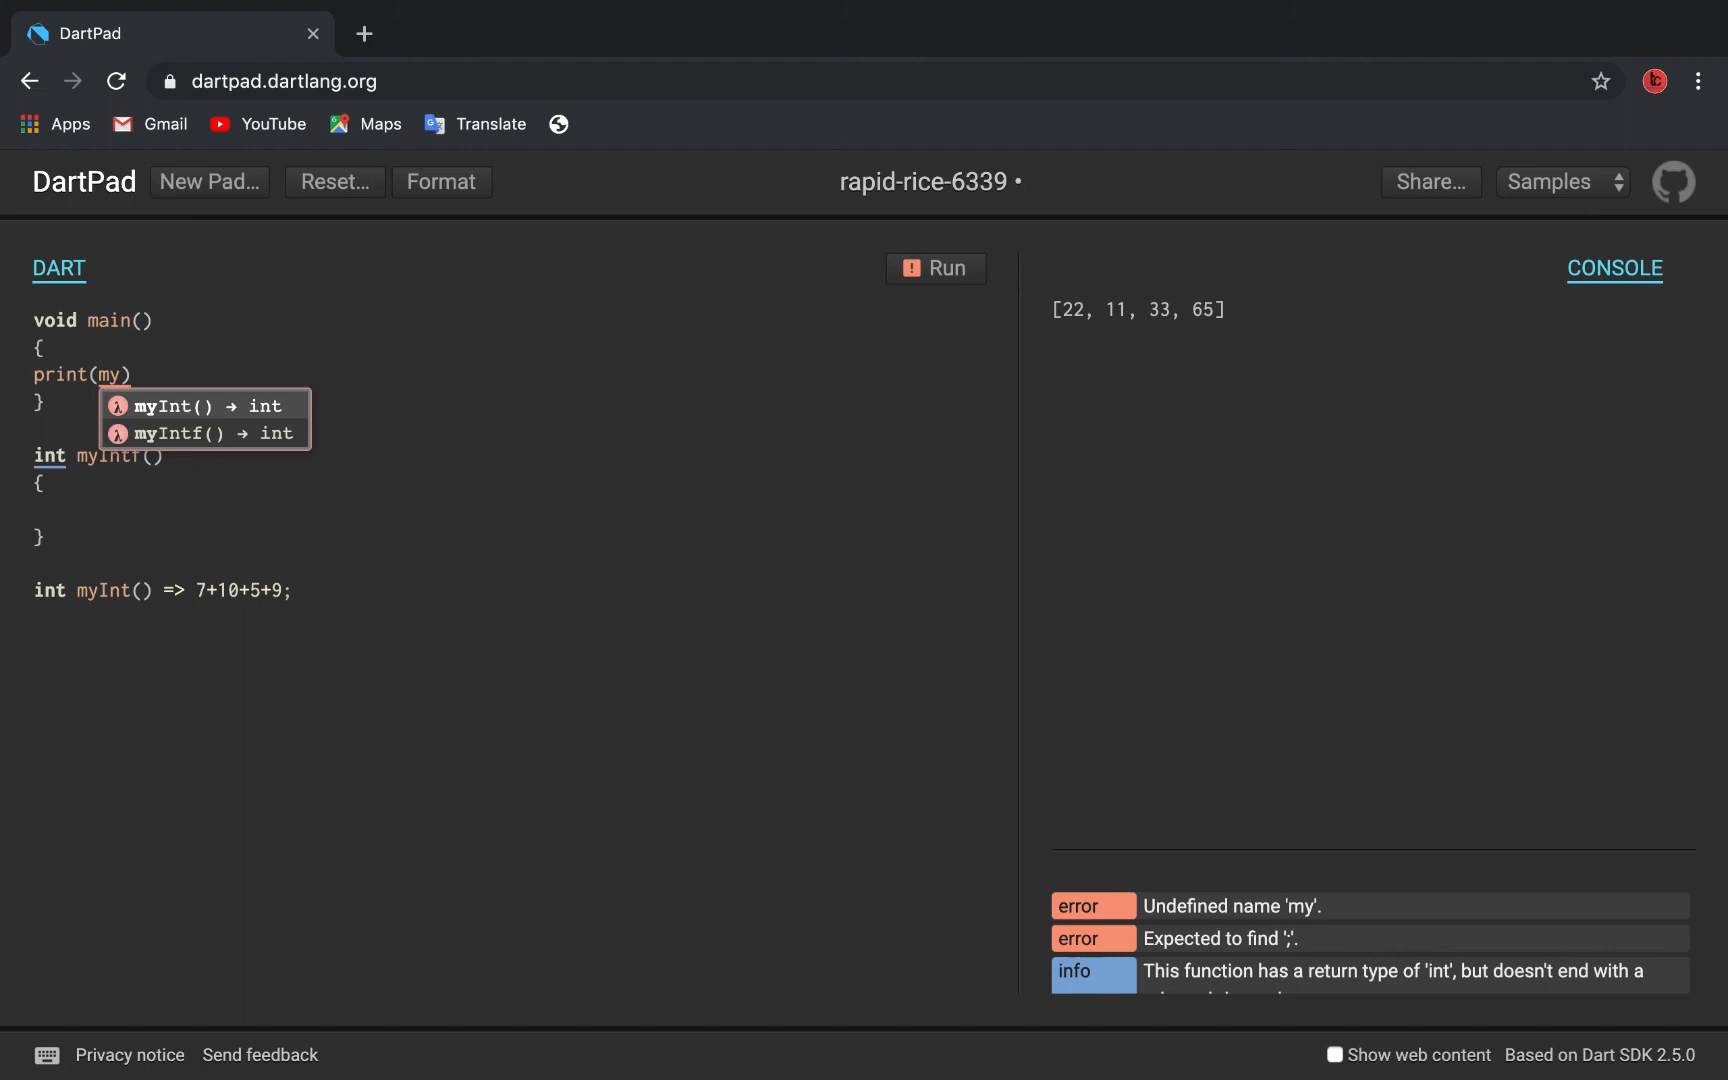 DartPad
dartpad.dartlang.org
Apps Gmail YouTube Maps Translate
DartPad New Pad... Reset... Format rapid-rice-6339 • Share... Samples
DART Run CONSOLE
void main()
{
print(my)
}
myInt() → int
myIntf() → int
int myIntf()
{
}
int myInt() => 7+10+5+9;
[22, 11, 33, 65]
error Undefined name 'my'.
error Expected to find ';'.
info This function has a return type of 'int', but doesn't end with a
Privacy notice Send feedback Show web content Based on Dart SDK 2.5.0